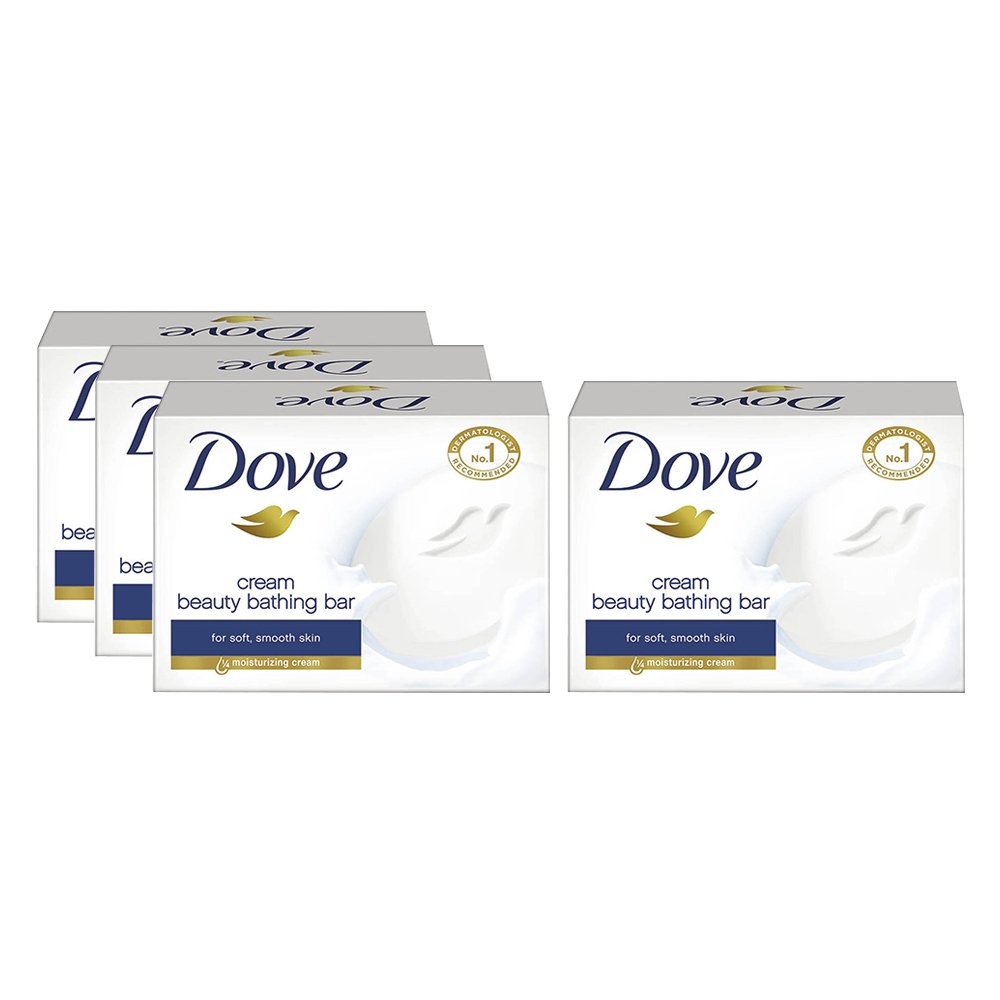 Dove
Dove
Dove
DERMATOLOGIST
No.1
RECOMMENDED
Dove
cream
beauty bathing bar
for soft, smooth skin
¼ moisturizing cream
Dove
DERMATOLOGIST
No.1
RECOMMENDED
Dove
cream
beauty bathing bar
for soft, smooth skin
¼ moisturizing cream